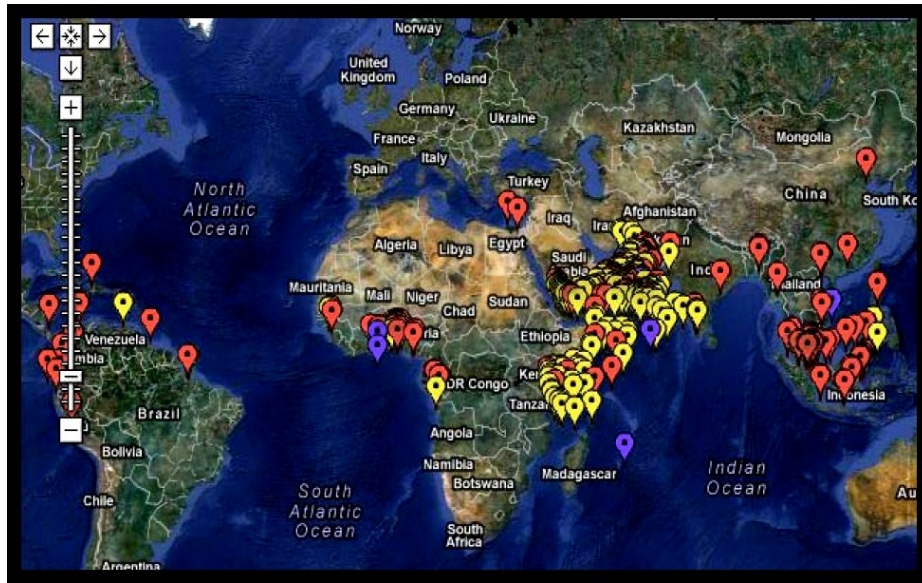 Norway
United
Kingdom
Poland
Germany
Ukraine
Kazakhstan
Mongolia
France
Italy
Spain
Turkey
China
South Ko
North
Atlantic
Ocean
Afghanistan
Iraq
Iran
Algeria
Libya
Egypt
Saudi
Mauritania
Mali
Niger
Chad
Sudan
Thailand
Venezuela
Ethiopia
DR Congo
Tanzan
Indonesia
Brazil
Angola
Bolivia
Namibia
Botswana
Madagascar
Indian
Ocean
Chile
South
Atlantic
Ocean
Au
South
Africa
Argentina